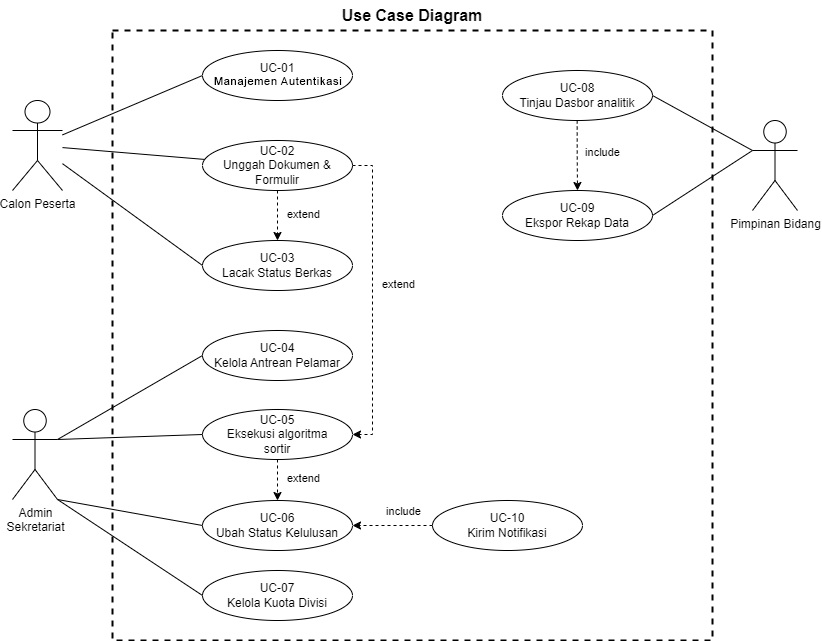 Use Case Diagram
UC-01
Manajemen Autentikasi
UC-08
Tinjau Dasbor analitik
UC-02
Unggah Dokumen &
Formulir
include
Calon Peserta
extend
UC-09
Ekspor Rekap Data
Pimpinan Bidang
UC-03
Lacak Status Berkas
extend
UC-04
Kelola Antrean Pelamar
UC-05
Eksekusi algoritma
sortir
extend
Admin
Sekretariat
UC-06
Ubah Status Kelulusan
include
UC-10
Kirim Notifikasi
UC-07
Kelola Kuota Divisi